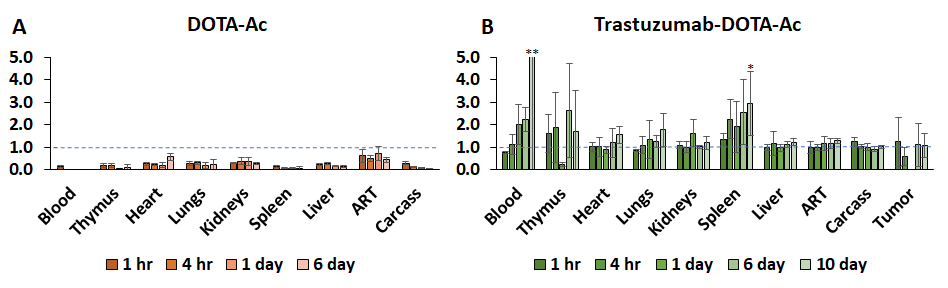 A
DOTA-Ac
5.0
4.0
3.0
2.0
1.0
0.0
Blood
Thymus
Heart
Lungs
Kidneys
Spleen
Liver
ART
Carcass
1 hr
4 hr
1 day
6 day
B
Trastuzumab-DOTA-Ac
**
*
5.0
4.0
3.0
2.0
1.0
0.0
Blood
Thymus
Heart
Lungs
Kidneys
Spleen
Liver
ART
Carcass
Tumor
1 hr
4 hr
1 day
6 day
10 day